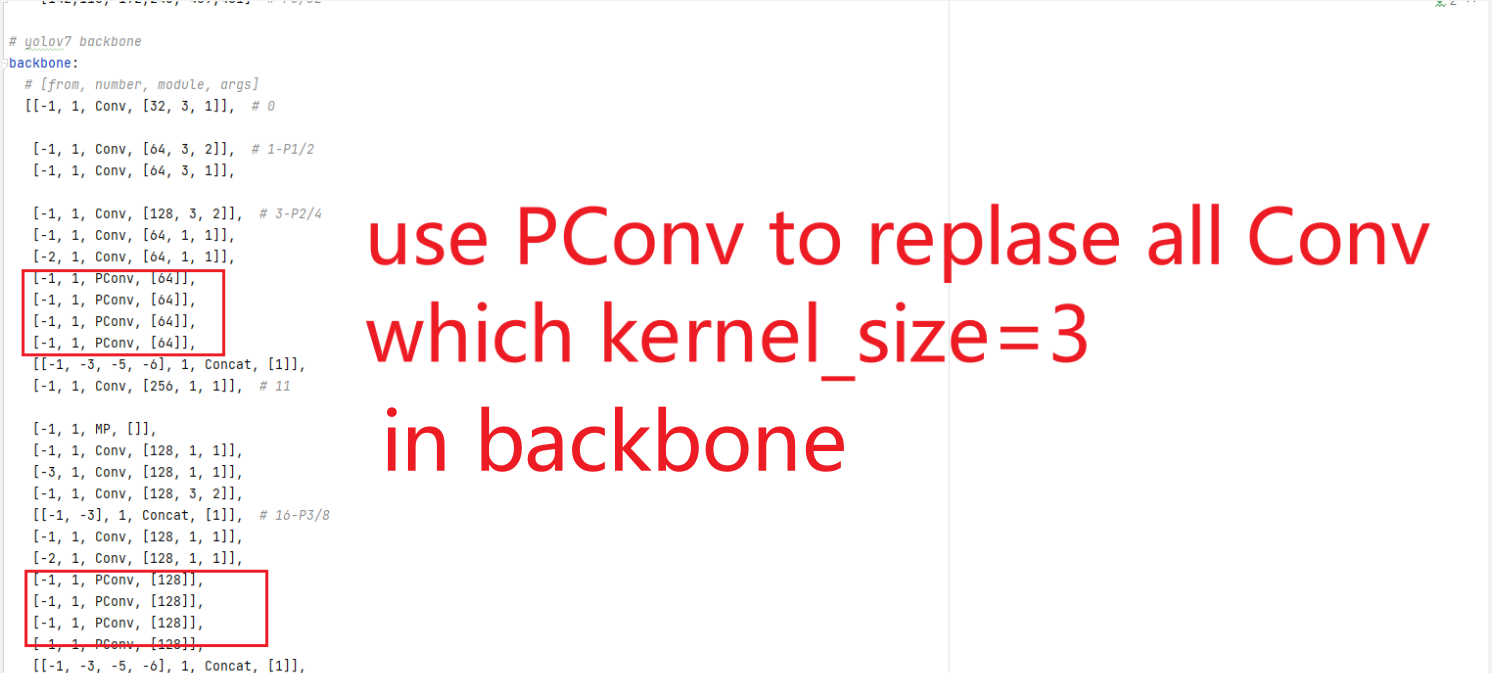 # yolov7 backbone
backbone:
# [from, number, module, args]
[[-1, 1, Conv, [32, 3, 1]],  # 0
[-1, 1, Conv, [64, 3, 2]],  # 1-P1/2
[-1, 1, Conv, [64, 3, 1]],
[-1, 1, Conv, [128, 3, 2]],  # 3-P2/4
[-1, 1, Conv, [64, 1, 1]],
[-2, 1, Conv, [64, 1, 1]],
[-1, 1, PConv, [64]],
[-1, 1, PConv, [64]],
[-1, 1, PConv, [64]],
[-1, 1, PConv, [64]],
[[-1, -3, -5, -6], 1, Concat, [1]],
[-1, 1, Conv, [256, 1, 1]],  # 11
[-1, 1, MP, []],
[-1, 1, Conv, [128, 1, 1]],
[-3, 1, Conv, [128, 1, 1]],
[-1, 1, Conv, [128, 3, 2]],
[[-1, -3], 1, Concat, [1]],  # 16-P3/8
[-1, 1, Conv, [128, 1, 1]],
[-2, 1, Conv, [128, 1, 1]],
[-1, 1, PConv, [128]],
[-1, 1, PConv, [128]],
[-1, 1, PConv, [128]],
[-1, 1, PConv, [128]],
[[-1, -3, -5, -6], 1, Concat, [1]],
use PConv to replase all Conv
which kernel_size=3
in backbone